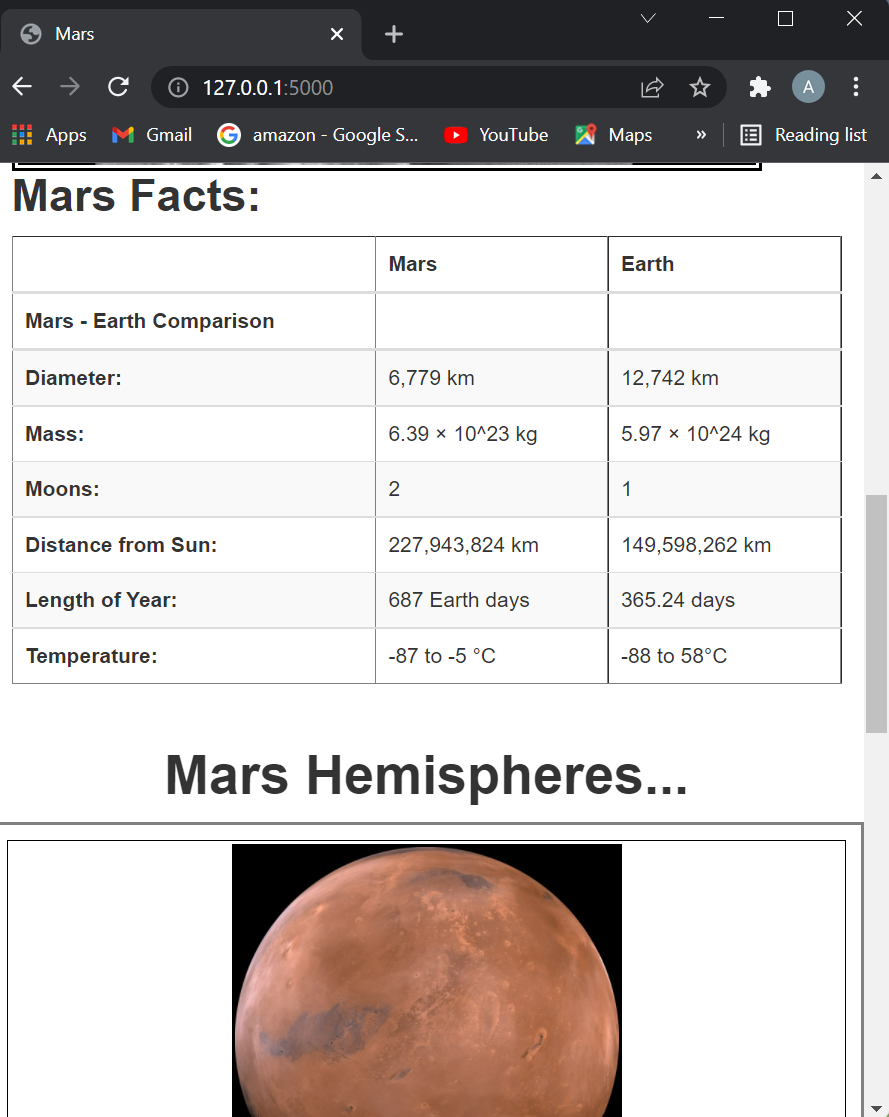 Mars
127.0.0.1:5000
A
Apps Gmail amazon - Google S... YouTube Maps » Reading list
Mars Facts:
Mars Earth
Mars - Earth Comparison
Diameter: 6,779 km 12,742 km
Mass: 6.39 × 10^23 kg 5.97 × 10^24 kg
Moons: 2 1
Distance from Sun: 227,943,824 km 149,598,262 km
Length of Year: 687 Earth days 365.24 days
Temperature: -87 to -5 °C -88 to 58°C
Mars Hemispheres...